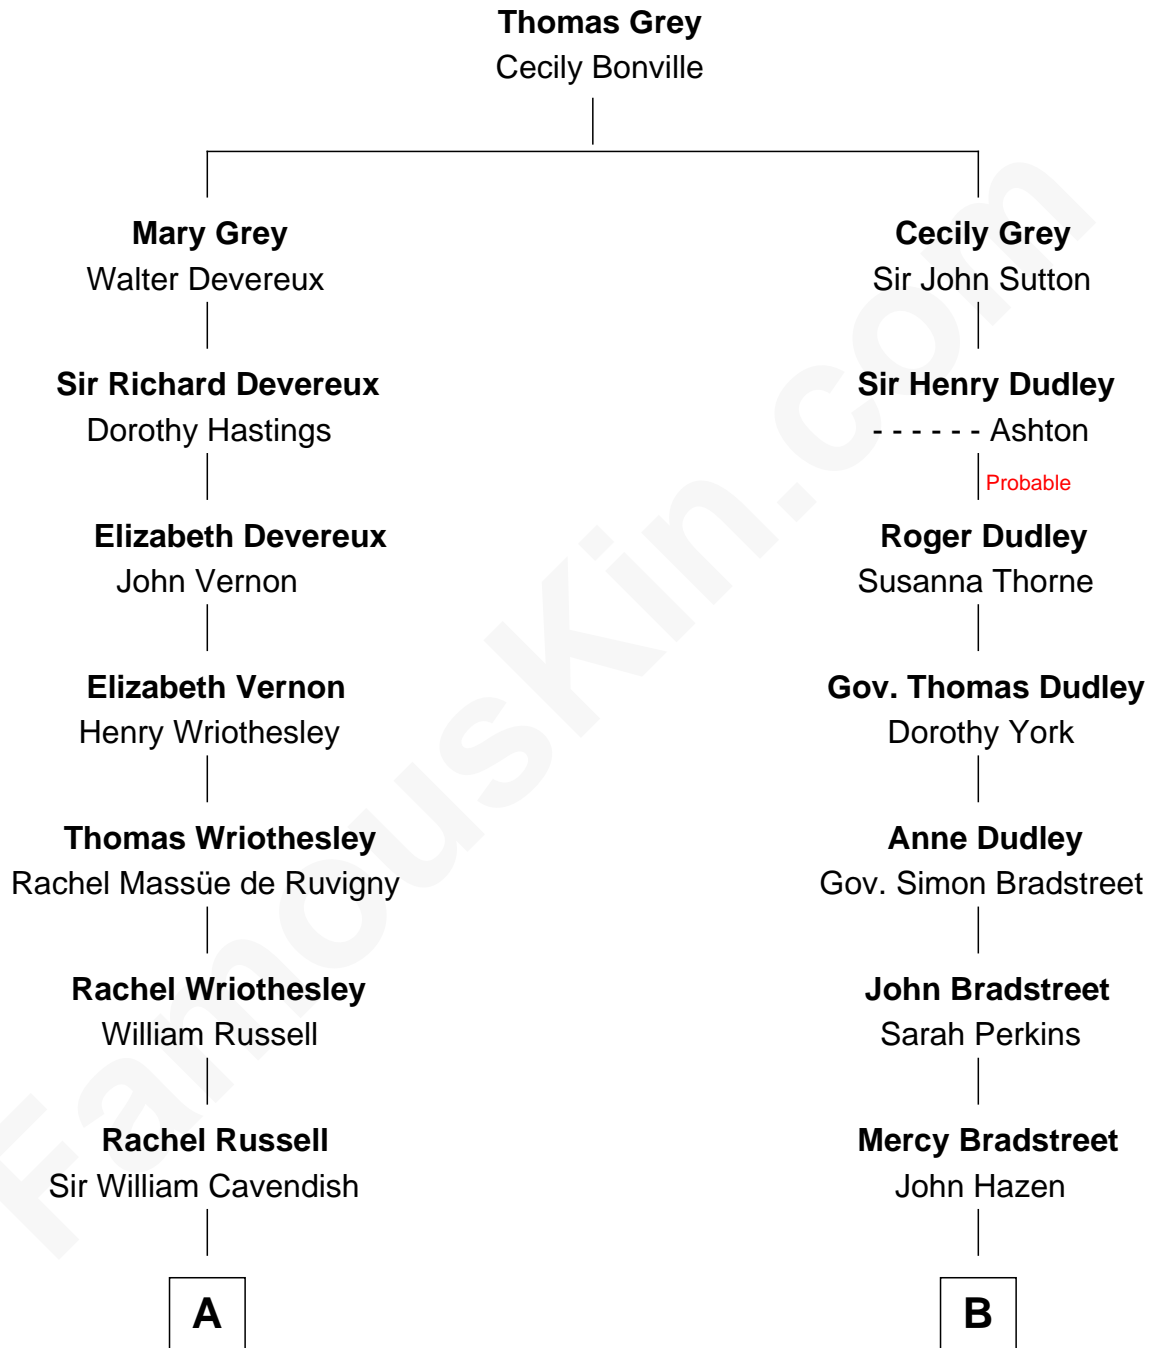 Thomas Grey
Cecily Bonville
Mary Grey
Walter Devereux
Cecily Grey
Sir John Sutton
Sir Richard Devereux
Dorothy Hastings
Sir Henry Dudley
- - - - - - Ashton
Probable
Elizabeth Devereux
John Vernon
Roger Dudley
Susanna Thorne
Elizabeth Vernon
Henry Wriothesley
Gov. Thomas Dudley
Dorothy York
Thomas Wriothesley
Rachel Massüe de Ruvigny
Anne Dudley
Gov. Simon Bradstreet
Rachel Wriothesley
William Russell
John Bradstreet
Sarah Perkins
Rachel Russell
Sir William Cavendish
Mercy Bradstreet
John Hazen
A
B
FamousKin.com